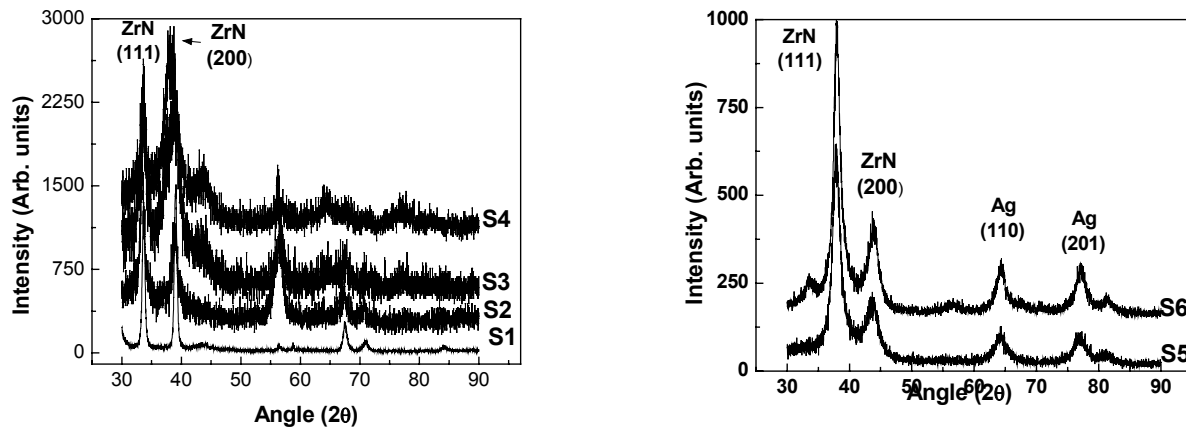 3000
2250
1500
750
0
Intensity (Arb. units)
ZrN
(111)
ZrN
(200)
S4
S3
S2
S1
30 40 50 60 70 80 90
Angle (2θ)
1000
750
500
250
0
Intensity (Arb. units)
ZrN
(111)
ZrN
(200)
Ag
(110)
Ag
(201)
S6
S5
30 40 50 60 70 80 90
Angle (2θ)